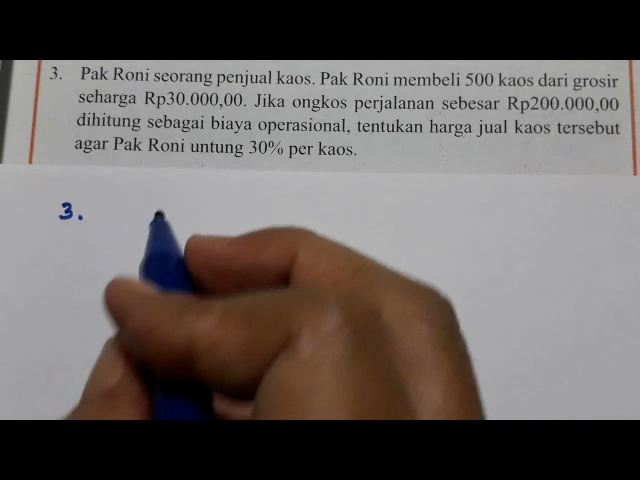 3. Pak Roni seorang penjual kaos. Pak Roni membeli 500 kaos dari grosir
seharga Rp30.000,00. Jika ongkos perjalanan sebesar Rp200.000,00
dihitung sebagai biaya operasional, tentukan harga jual kaos tersebut
agar Pak Roni untung 30% per kaos.
3.